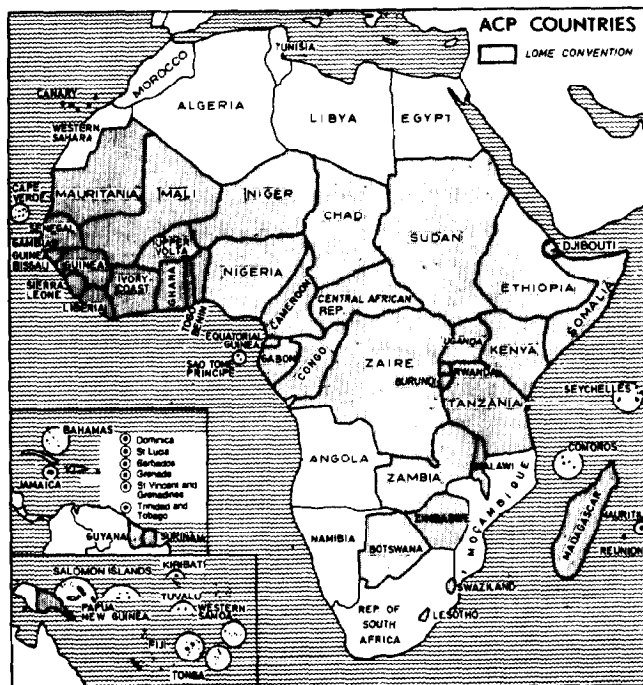 ACP COUNTRIES
LOME CONVENTION
TUNISIA
MOROCCO
ALGERIA
LIBYA
EGYPT
CANARY
WESTERN
SAHARA
CAPE
VERDES
MAURITANIA
MALI
NIGER
CHAD
SUDAN
SENEGAL
GAMBIA
GUINEA
BISSAU
GUINEA
SIERRA
LEONE
LIBERIA
IVORY
COAST
UPPER
VOLTA
GHANA
TOGO
BENIN
NIGERIA
CAMEROON
CENTRAL AFRICAN
REP.
DJIBOUTI
ETHIOPIA
SOMALIA
EQUATORIAL
GUINEA
SAO TOME
PRINCIPE
GABON
CONGO
ZAIRE
UGANDA
KENYA
RWANDA
BURUNDI
TANZANIA
SEYCHELLES
COMOROS
ANGOLA
ZAMBIA
MALAWI
MOCAMBIQUE
ZIMBABWE
NAMIBIA
BOTSWANA
MADAGASCAR
REUNION
SWAZILAND
LESOTHO
REP OF
SOUTH
AFRICA
BAHAMAS
JAMAICA
Dominica
St Lucia
Barbados
Grenada
St Vincent and
Grenadines
Trinidad and
Tobago
GUYANA
SURINAM
SOLOMON ISLANDS
KIRIBATI
TUVALU
PAPUA
NEW GUINEA
WESTERN
SAMOA
FIJI
TONGA